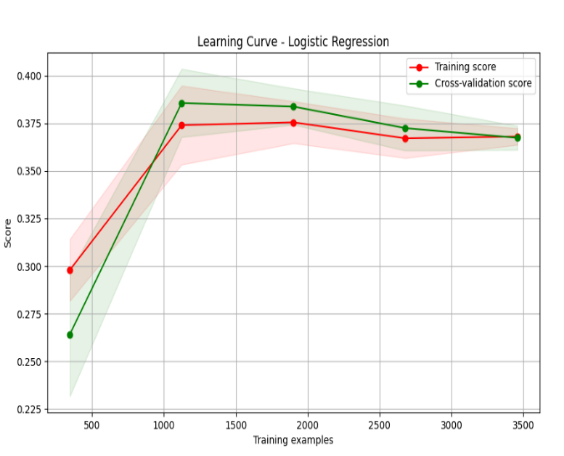 Learning Curve - Logistic Regression
Training score
Cross-validation score
0.400
0.375
0.350
0.325
0.300
0.275
0.250
0.225
Score
500 1000 1500 2000 2500 3000 3500
Training examples